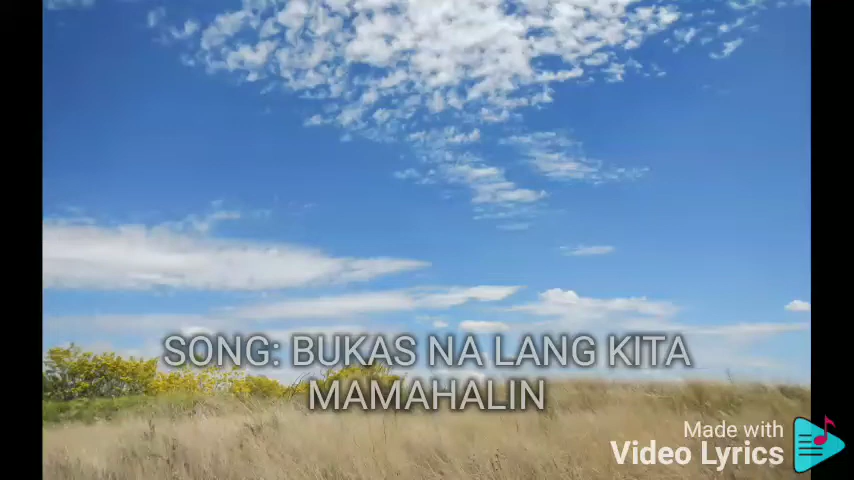 SONG: BUKAS NA LANG KITA
MAMAHALIN
Made with
Video Lyrics